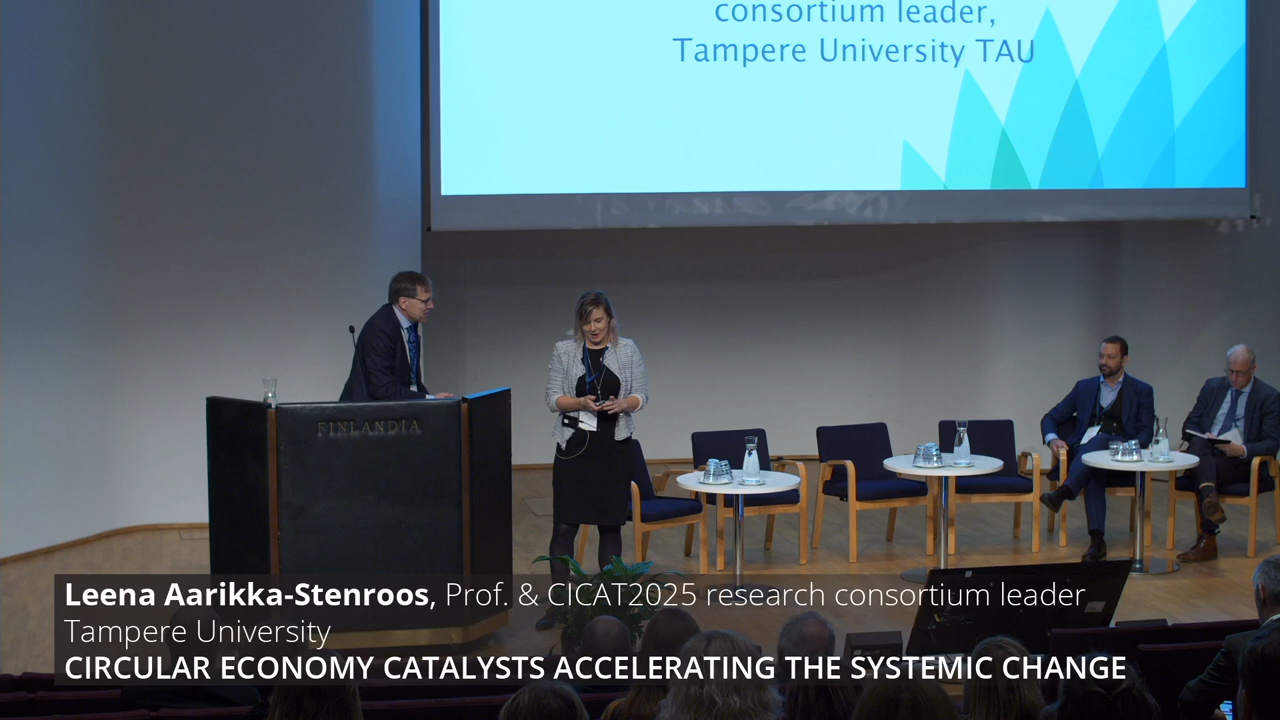 consortium leader,
Tampere University TAU
FINLANDIA
Leena Aarikka-Stenroos, Prof. & CICAT2025 research consortium leader
Tampere University
CIRCULAR ECONOMY CATALYSTS ACCELERATING THE SYSTEMIC CHANGE